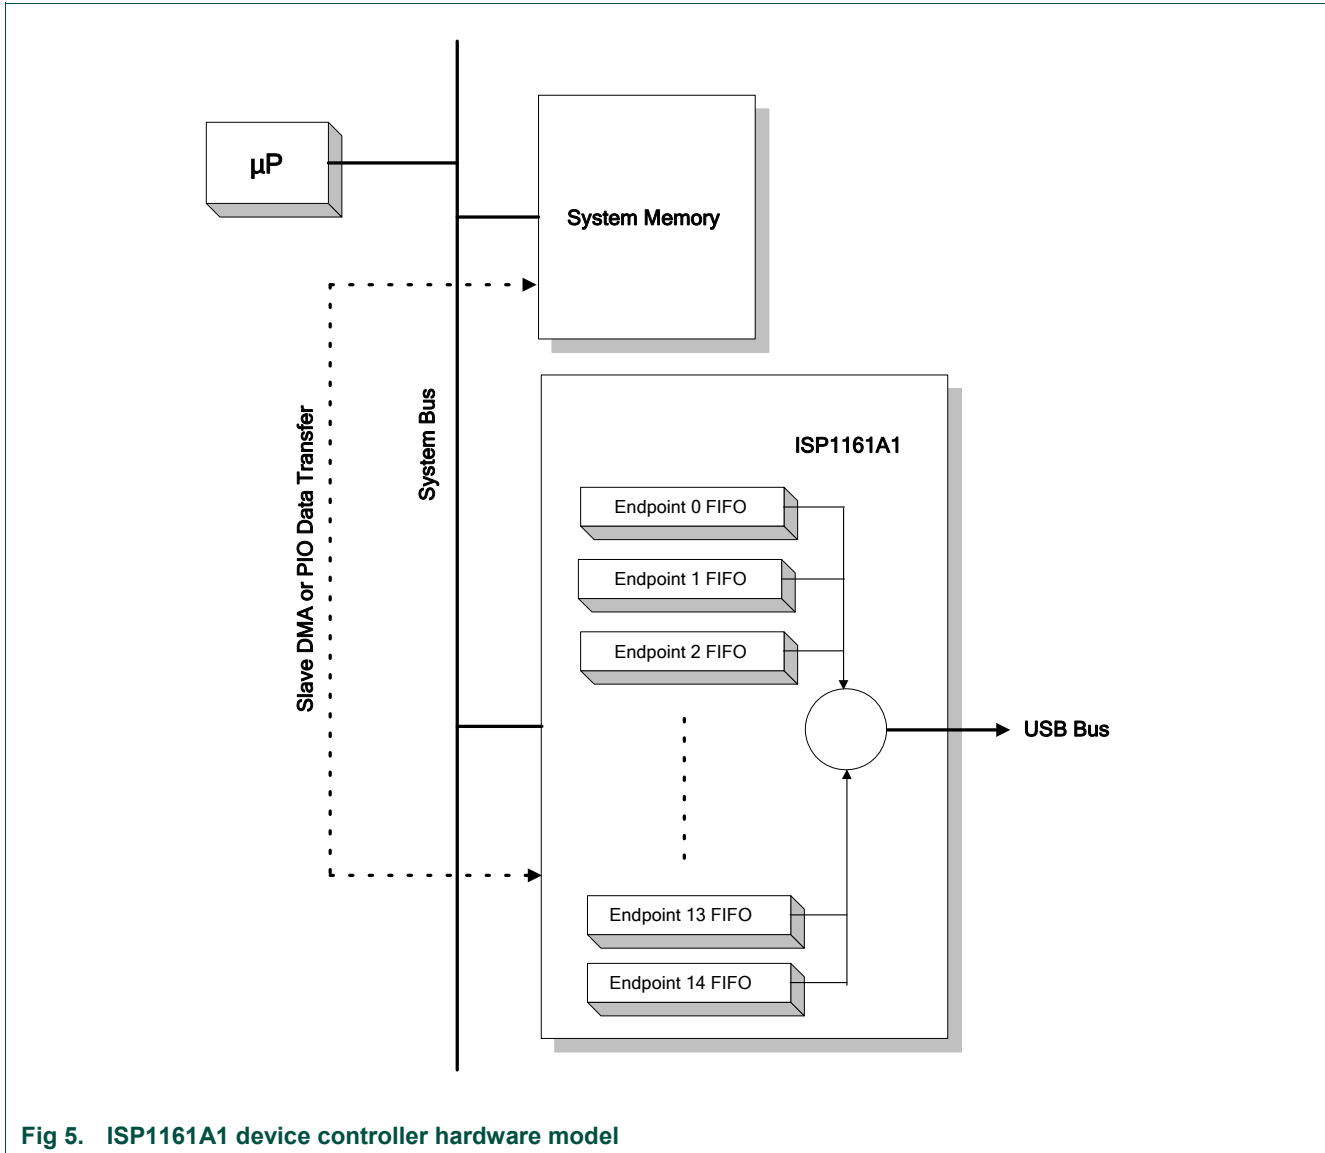 µP
System Memory
Slave DMA or PIO Data Transfer
System Bus
ISP1161A1
Endpoint 0 FIFO
Endpoint 1 FIFO
Endpoint 2 FIFO
USB Bus
Endpoint 13 FIFO
Endpoint 14 FIFO
Fig 5. ISP1161A1 device controller hardware model